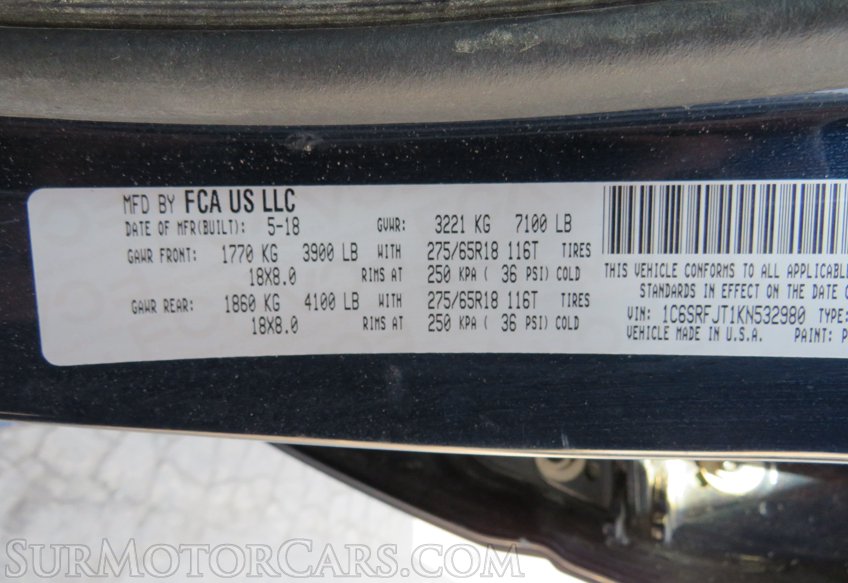 MFD BY FCA US LLC
DATE OF MFR(BUILT): 5-18 GVWR: 3221 KG 7100 LB
GAWR FRONT: 1770 KG 3900 LB WITH 275/65R18 116T TIRES
18X8.0 RIMS AT 250 KPA ( 36 PSI) COLD
GAWR REAR: 1860 KG 4100 LB WITH 275/65R18 116T TIRES
18X8.0 RIMS AT 250 KPA ( 36 PSI) COLD
THIS VEHICLE CONFORMS TO ALL APPLICABLE
STANDARDS IN EFFECT ON THE DATE O
VIN: 1C6SRFJT1KN532980 TYPE:
VEHICLE MADE IN U.S.A. PAINT: P
SurMotorCars.com